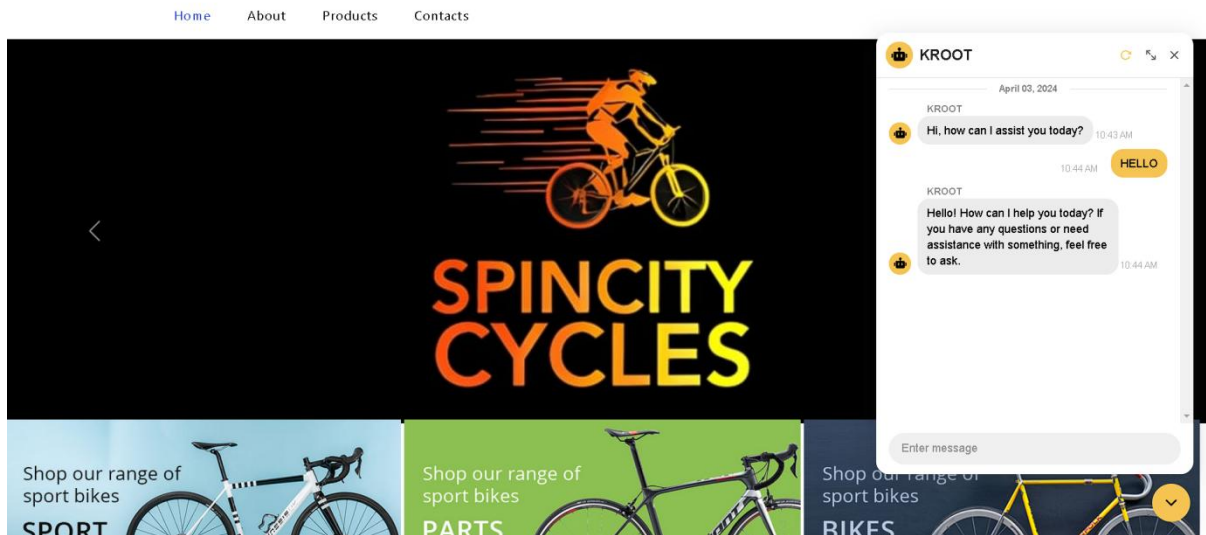 Home About Products Contacts
SPINCITY
CYCLES
KROOT
April 03, 2024
KROOT
Hi, how can I assist you today?
10:43 AM
10:44 AM
HELLO
KROOT
Hello! How can I help you today? If
you have any questions or need
assistance with something, feel free
to ask.
10:44 AM
Enter message
Shop our range of
sport bikes
SPORT
Shop our range of
sport bikes
PARTS
Shop our range of
sport bikes
BIKES